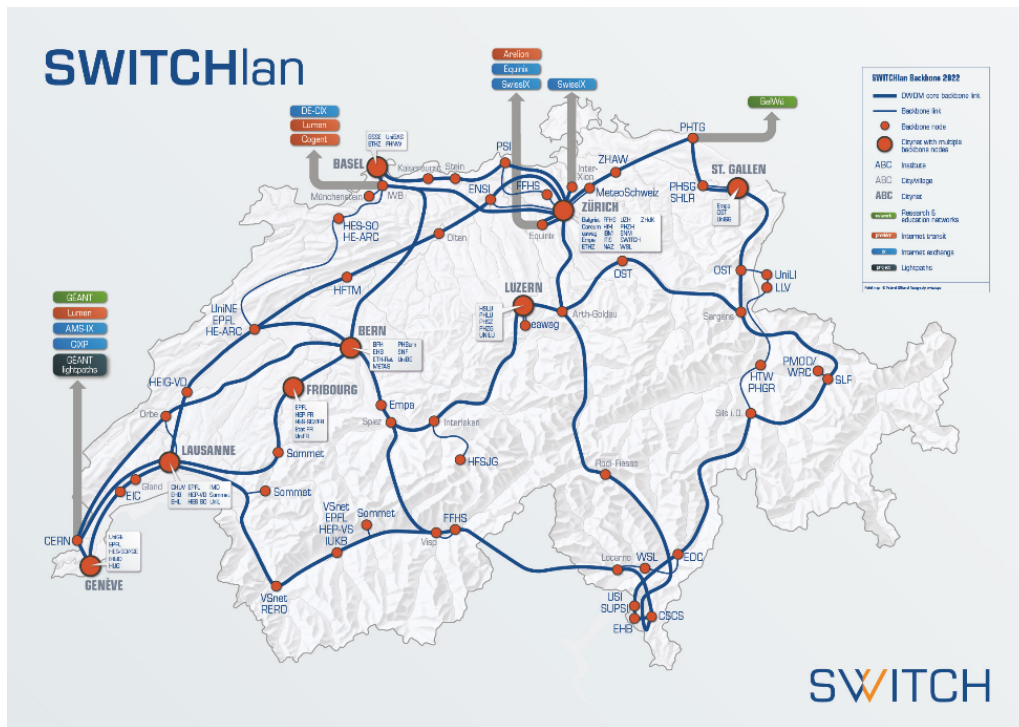 SWITCHlan
Arelion
Equinix
SwissIX
SwissIX
DE-CIX
Lumen
Cogent
BelWü
SWITCHlan Backbone 2022
DWDM core backbone link
Backbone link
Backbone node
Citynet with multiple
backbone nodes
ABC Institute
ABC City/village
ABC Citynet
Research &
education networks
Internet transit
Internet exchange
Lightpaths
BASEL
Kaiseraugst
Stein
PSI
ZHAW
PHTG
ST. GALLEN
Münchenstein
IWB
ENSI
FFHS
Inter-
Xion
MeteoSchweiz
PHSG
SHLR
ZÜRICH
Equinix
HES-SO
HE-ARC
Olten
HFTM
OST
OST
UniLI
LLV
GÉANT
Lumen
AMS-IX
CIXP
GÉANT
lightpaths
UniNE
EPFL
HE-ARC
LUZERN
eawag
Arth-Goldau
Sargans
BERN
HEIG-VD
FRIBOURG
Empa
HTW
PHGR
PMOD/
WRC
SLF
Orbe
Spiez
Interlaken
Sils i.D.
LAUSANNE
Sommet
HFSJG
Gland
EIC
Sommet
VSnet
EPFL
HEP-VS
IUKB
Sommet
FFHS
Visp
CERN
GENÈVE
VSnet
RERO
Locarno
WSL
EOC
USI
SUPSI
EHB
CSCS
SWITCH